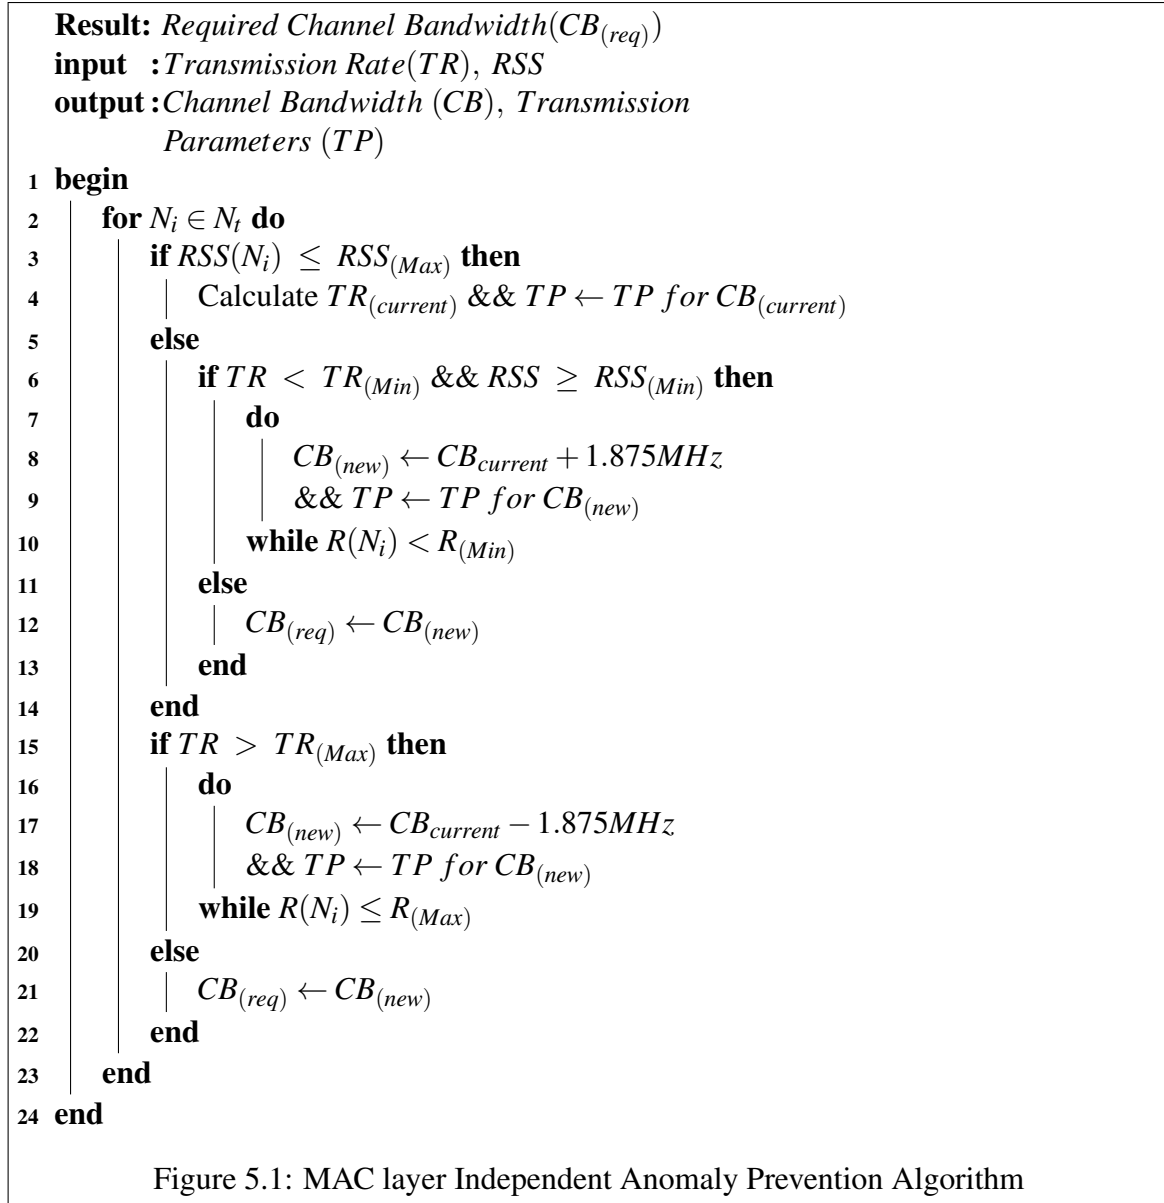 Result: Required Channel Bandwidth(CB(req))
input : Transmission Rate(TR), RSS
output : Channel Bandwidth (CB), Transmission
Parameters (TP)
1 begin
2 for Ni ∈ Nt do
3 if RSS(Ni) ≤ RSS(Max) then
4 Calculate TR(current) && TP ← TP for CB(current)
5 else
6 if TR < TR(Min) && RSS ≥ RSS(Min) then
7 do
8 CB(new) ← CBcurrent + 1.875MHz
9 && TP ← TP for CB(new)
10 while R(Ni) < R(Min)
11 else
12 CB(req) ← CB(new)
13 end
14 end
15 if TR > TR(Max) then
16 do
17 CB(new) ← CBcurrent − 1.875MHz
18 && TP ← TP for CB(new)
19 while R(Ni) ≤ R(Max)
20 else
21 CB(req) ← CB(new)
22 end
23 end
24 end
Figure 5.1: MAC layer Independent Anomaly Prevention Algorithm